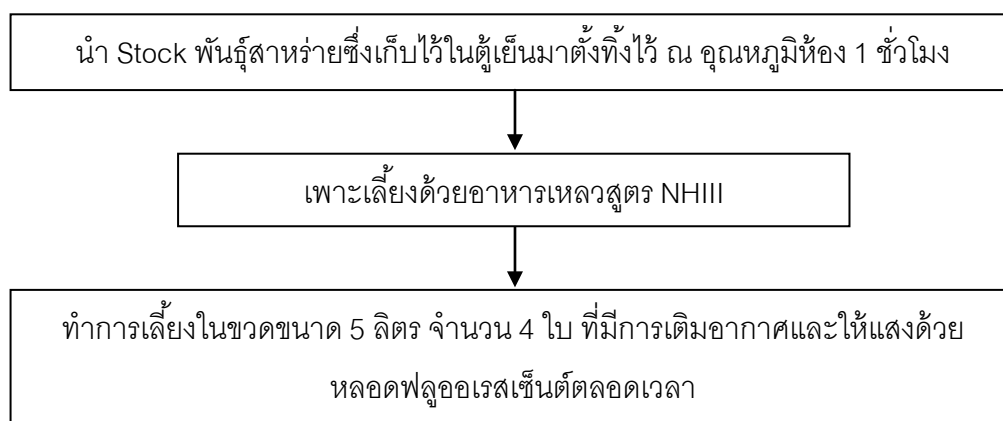 นำ Stock พันธุ์สาหร่ายซึ่งเก็บไว้ในตู้เย็นมาตั้งทิ้งไว้ ณ อุณหภูมิห้อง 1 ชั่วโมง
เพาะเลี้ยงด้วยอาหารเหลวสูตร NHIII
ทำการเลี้ยงในขวดขนาด 5 ลิตร จำนวน 4 ใบ ที่มีการเติมอากาศและให้แสงด้วย
หลอดฟลูออเรสเซ็นต์ตลอดเวลา